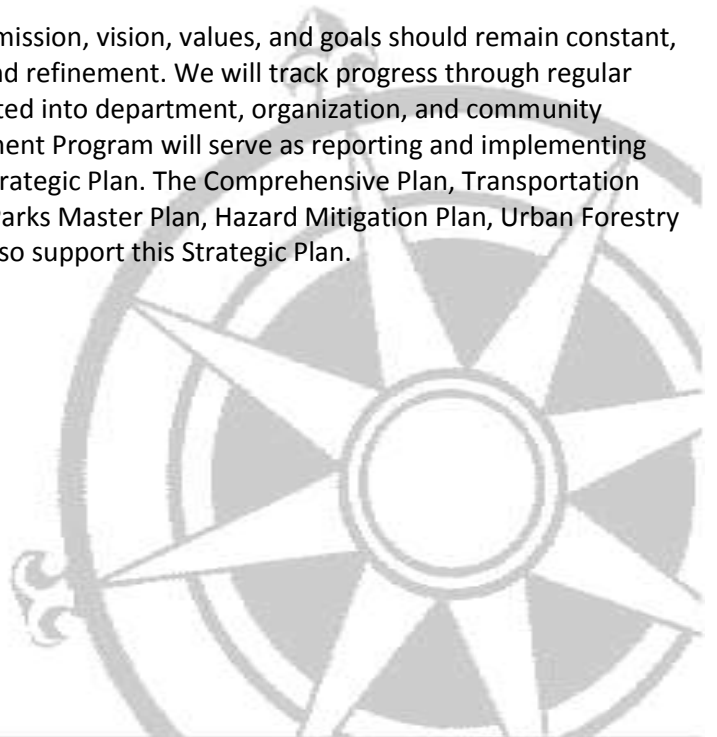 mission, vision, values, and goals should remain constant,
nd refinement. We will track progress through regular
ted into department, organization, and community
nent Program will serve as reporting and implementing
trategic Plan. The Comprehensive Plan, Transportation
arks Master Plan, Hazard Mitigation Plan, Urban Forestry
so support this Strategic Plan.